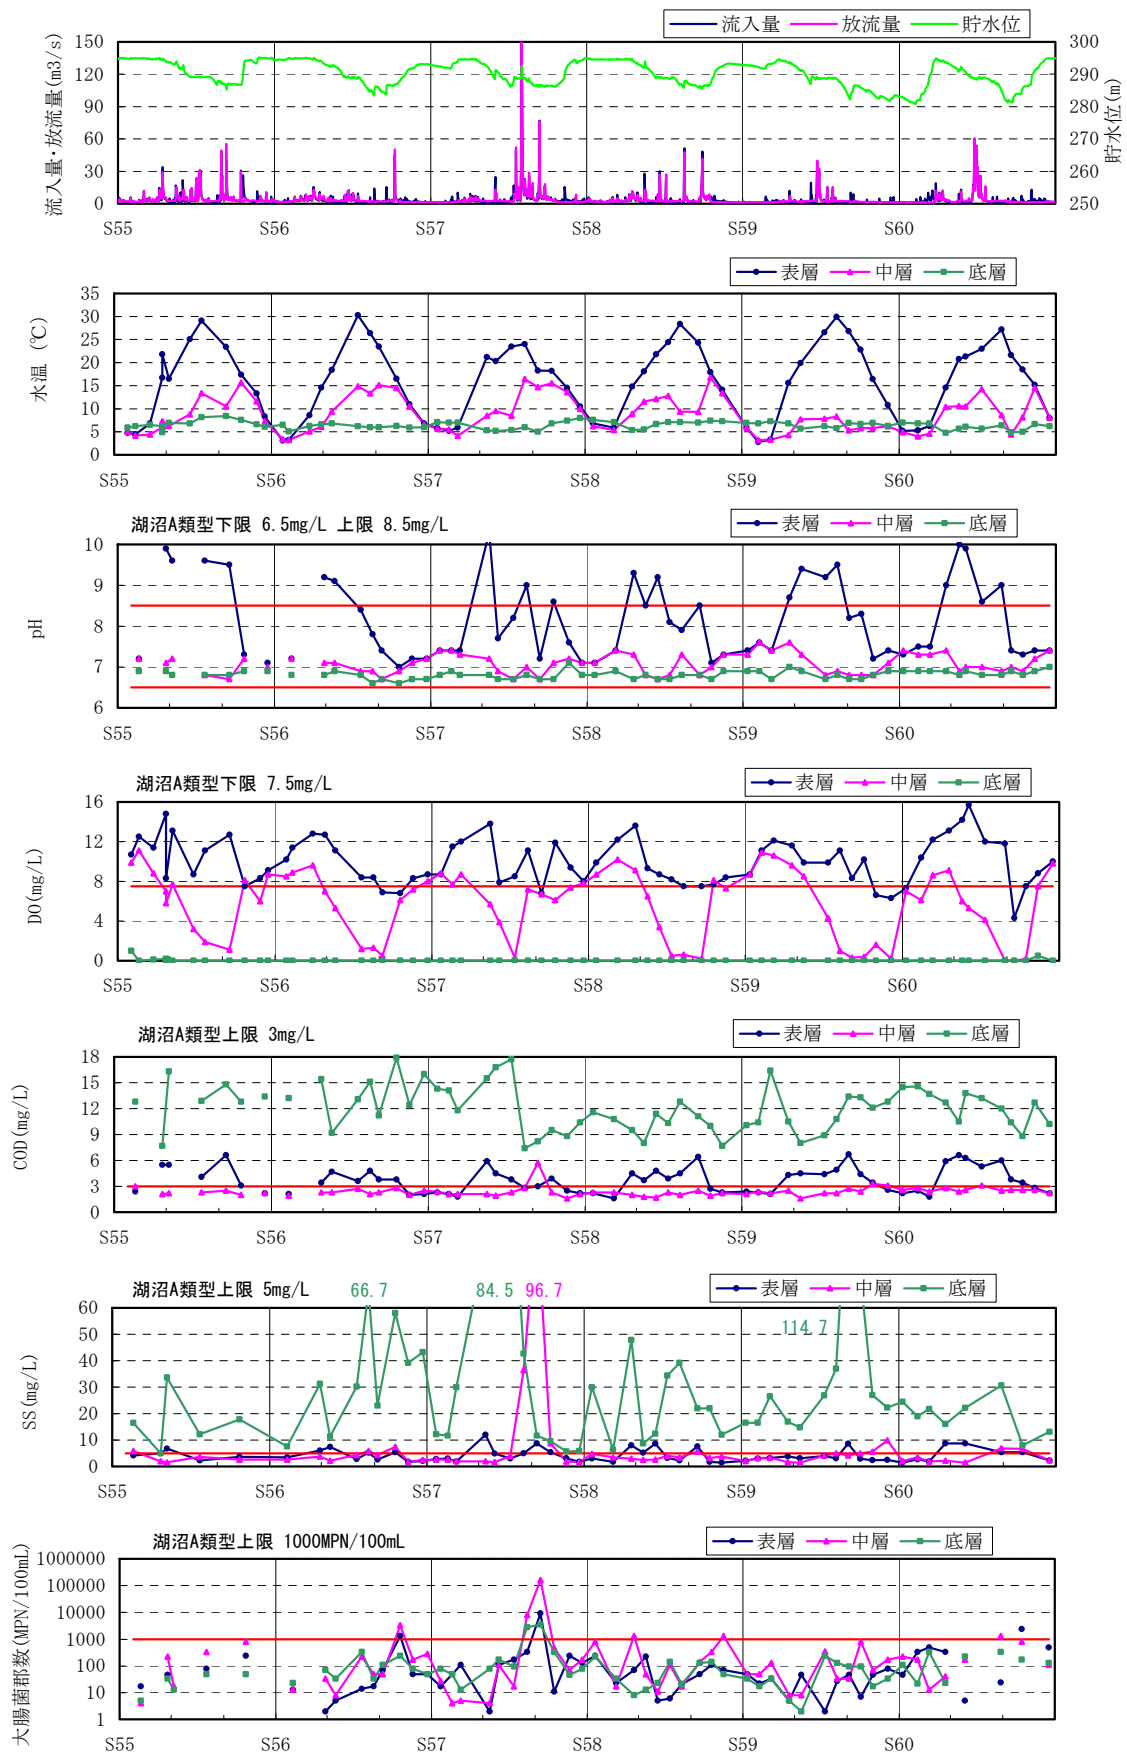 流入量 放流量 貯水位
150 300
120 290
90 280
60 270
30 260
0 250
流入量・放流量(m3/s)
貯水位(m)
S55 S56 S57 S58 S59 S60
表層 中層 底層
35
30
25
20
15
10
5
0
水温 (℃)
S55 S56 S57 S58 S59 S60
湖沼A類型下限 6.5mg/L 上限 8.5mg/L
表層 中層 底層
10
9
8
7
6
pH
S55 S56 S57 S58 S59 S60
湖沼A類型下限 7.5mg/L
表層 中層 底層
16
12
8
4
0
DO(mg/L)
S55 S56 S57 S58 S59 S60
湖沼A類型上限 3mg/L
表層 中層 底層
18
15
12
9
6
3
0
COD(mg/L)
S55 S56 S57 S58 S59 S60
湖沼A類型上限 5mg/L
66.7 84.5 96.7
表層 中層 底層
60
50
40
30
20
10
0
114.7
SS(mg/L)
S55 S56 S57 S58 S59 S60
湖沼A類型上限 1000MPN/100mL
表層 中層 底層
1000000
100000
10000
1000
100
10
1
大腸菌郡数(MPN/100mL)
S55 S56 S57 S58 S59 S60